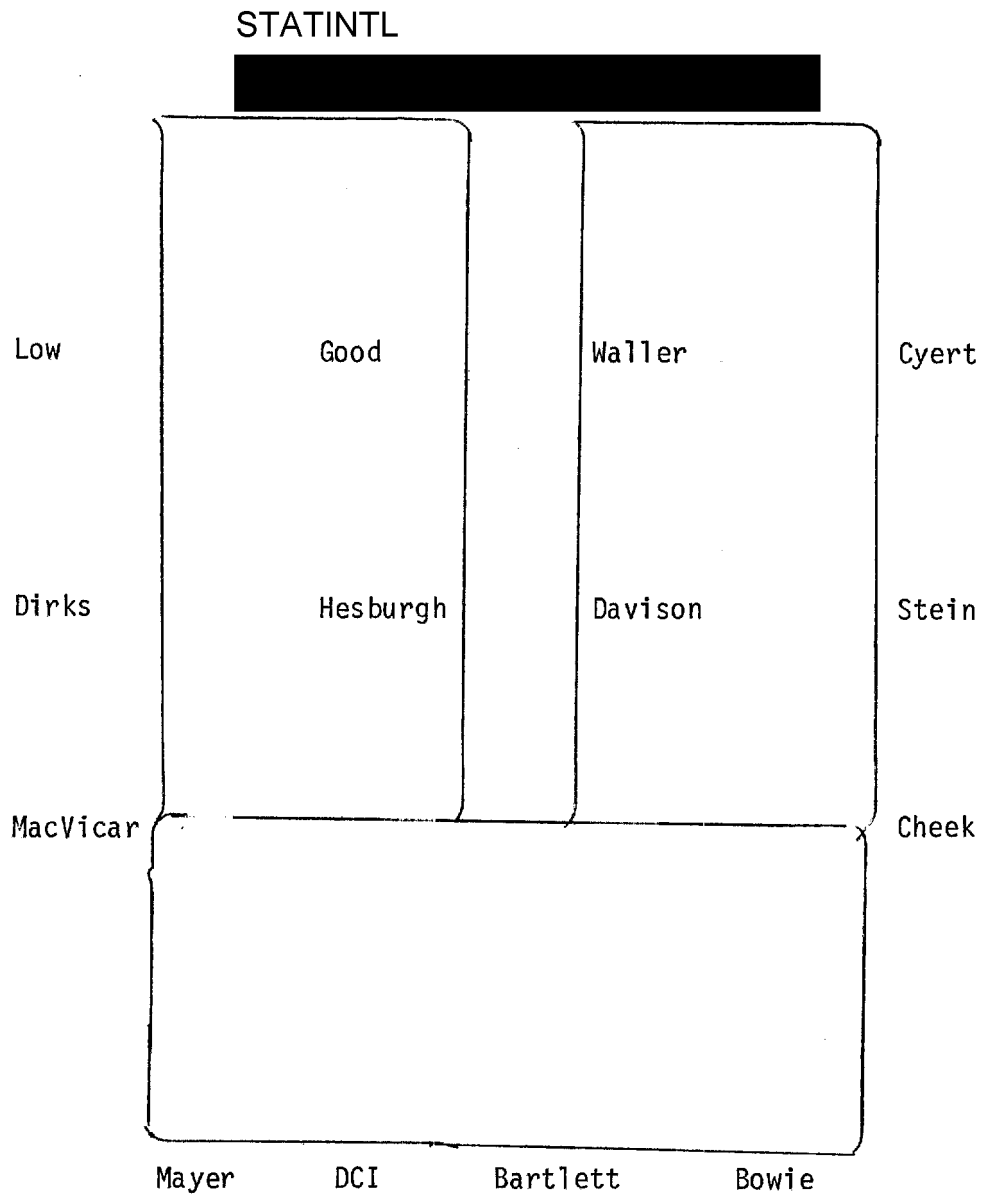 STATINTL
Low Good Waller Cyert
Dirks Hesburgh Davison Stein
MacVicar Cheek
Mayer DCI Bartlett Bowie